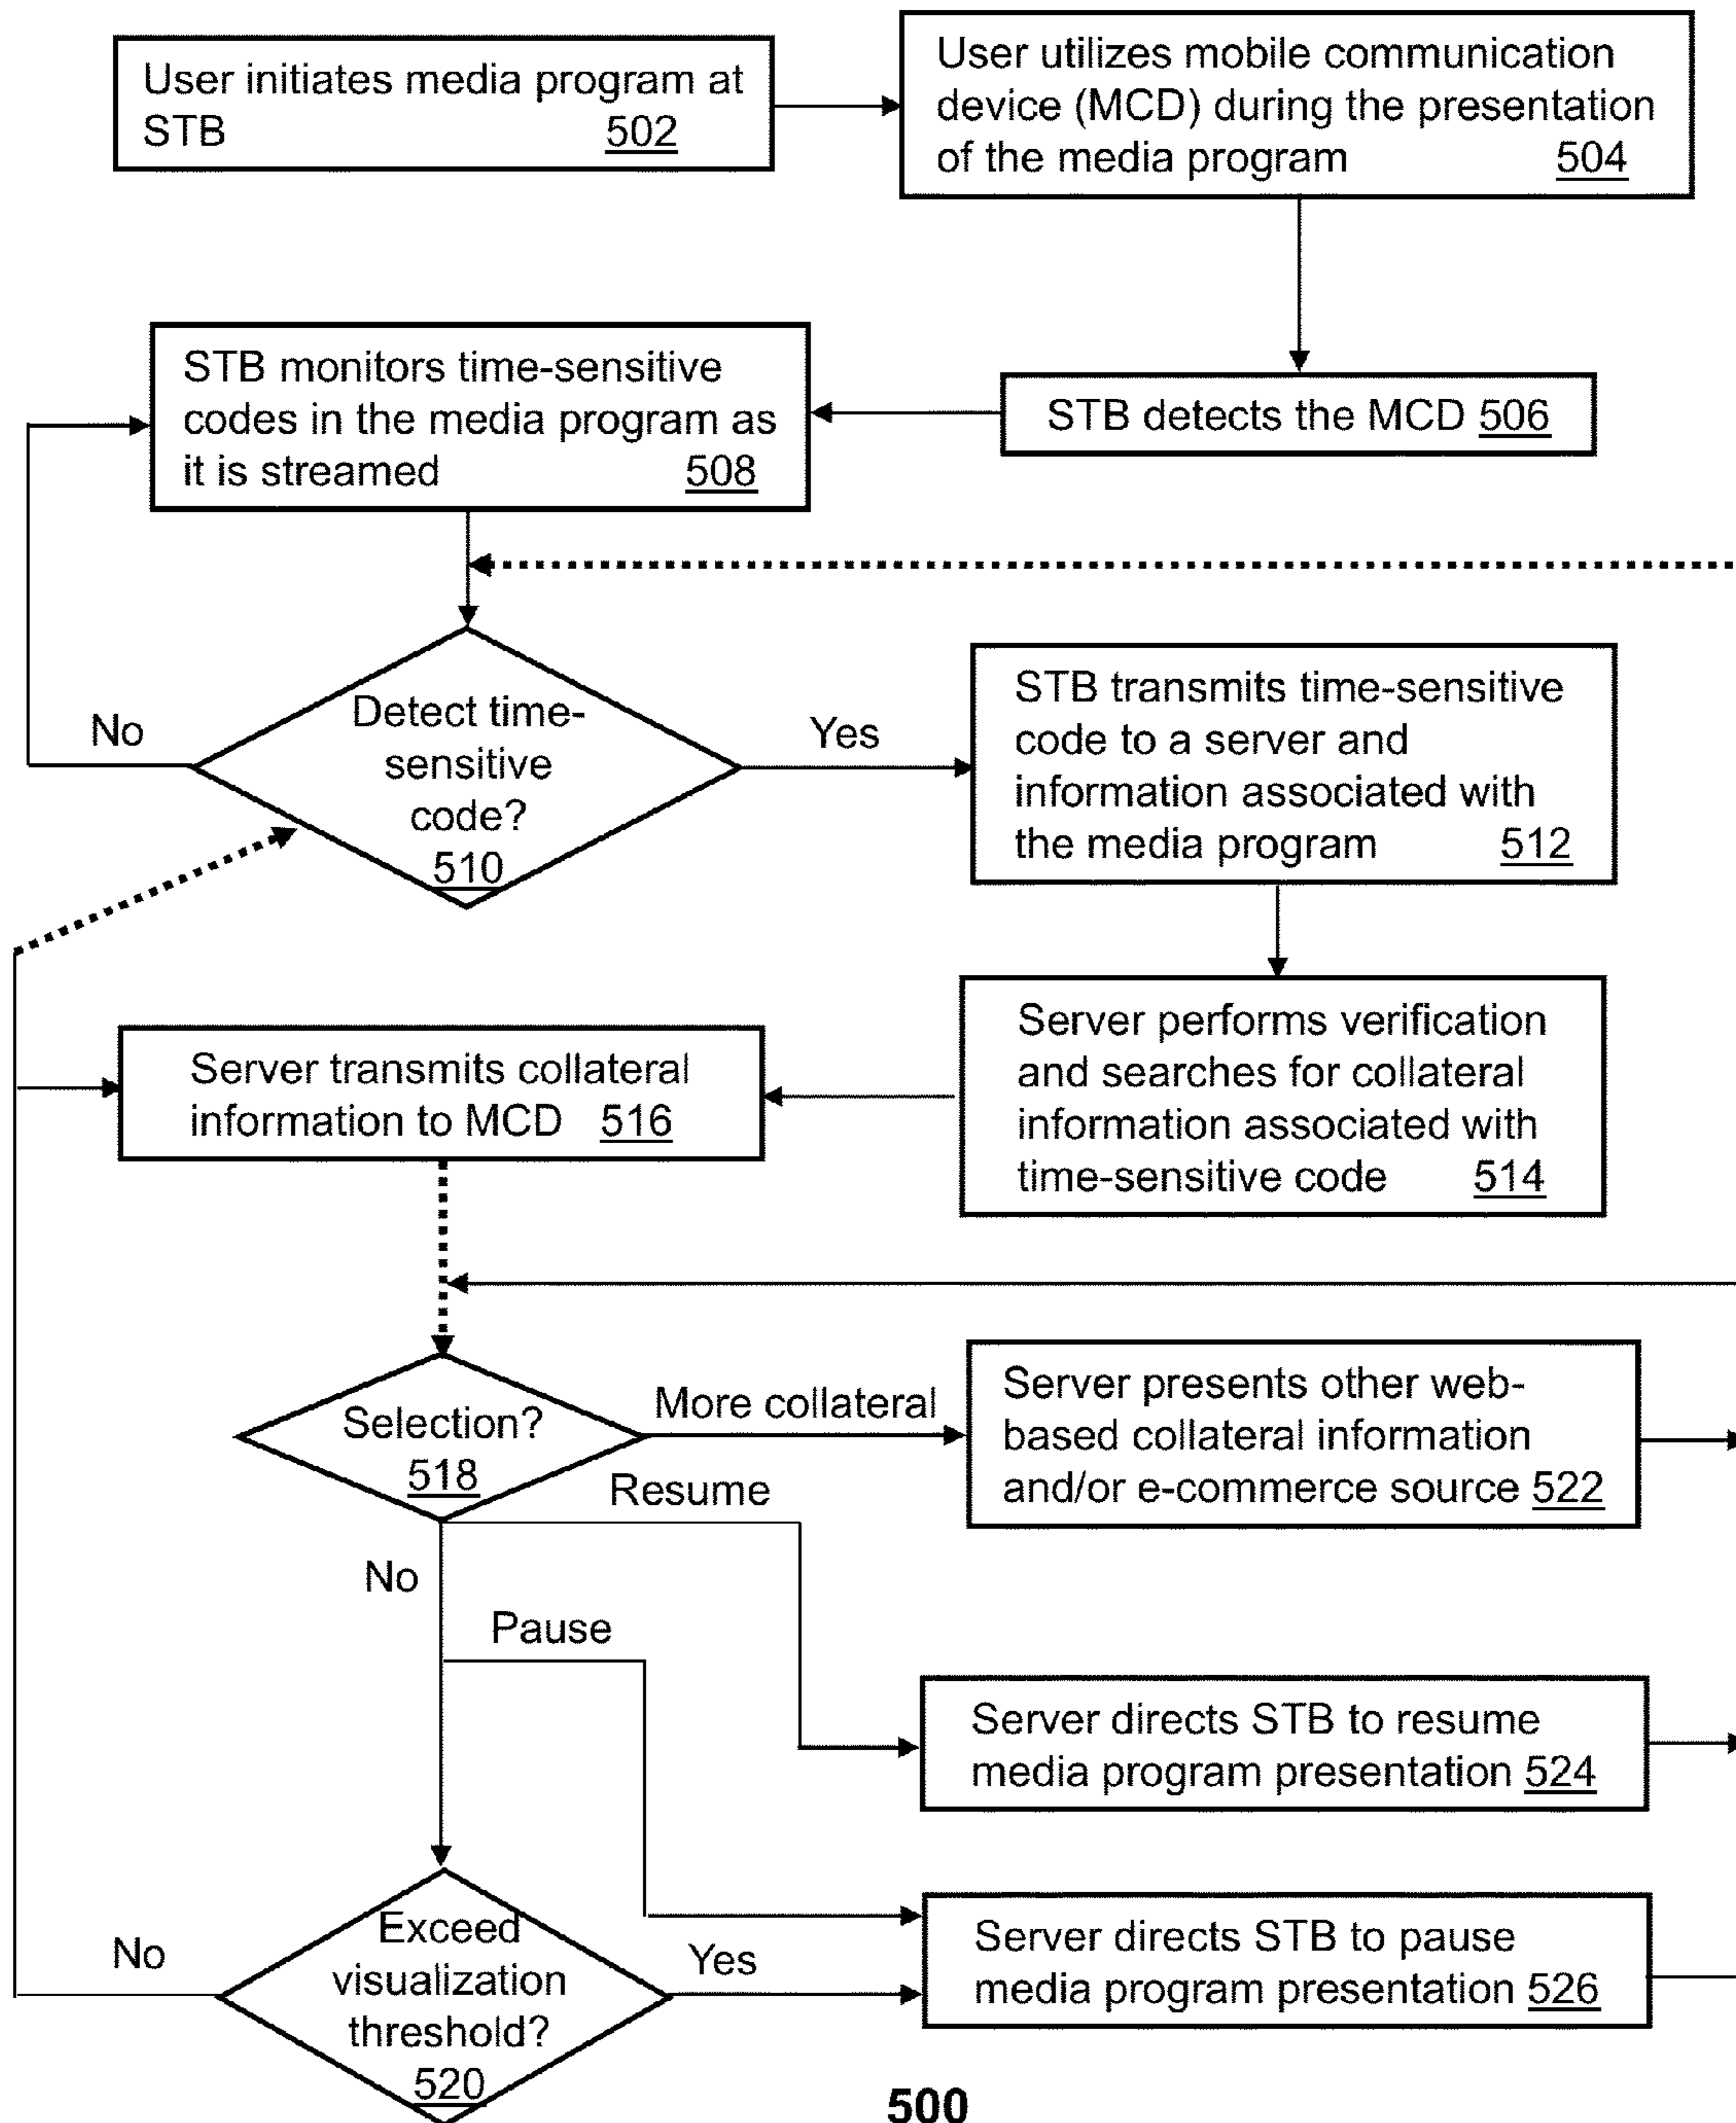 User initiates media program at
STB 502
User utilizes mobile communication
device (MCD) during the presentation
of the media program 504
STB monitors time-sensitive
codes in the media program as
it is streamed 508
STB detects the MCD 506
No
Detect time-
sensitive
code?
510
Yes
STB transmits time-sensitive
code to a server and
information associated with
the media program 512
Server transmits collateral
information to MCD 516
Server performs verification
and searches for collateral
information associated with
time-sensitive code 514
Selection?
518
More collateral
Server presents other web-
based collateral information
and/or e-commerce source 522
Resume
No
Pause
Server directs STB to resume
media program presentation 524
No
Exceed
visualization
threshold?
520
Yes
Server directs STB to pause
media program presentation 526
500